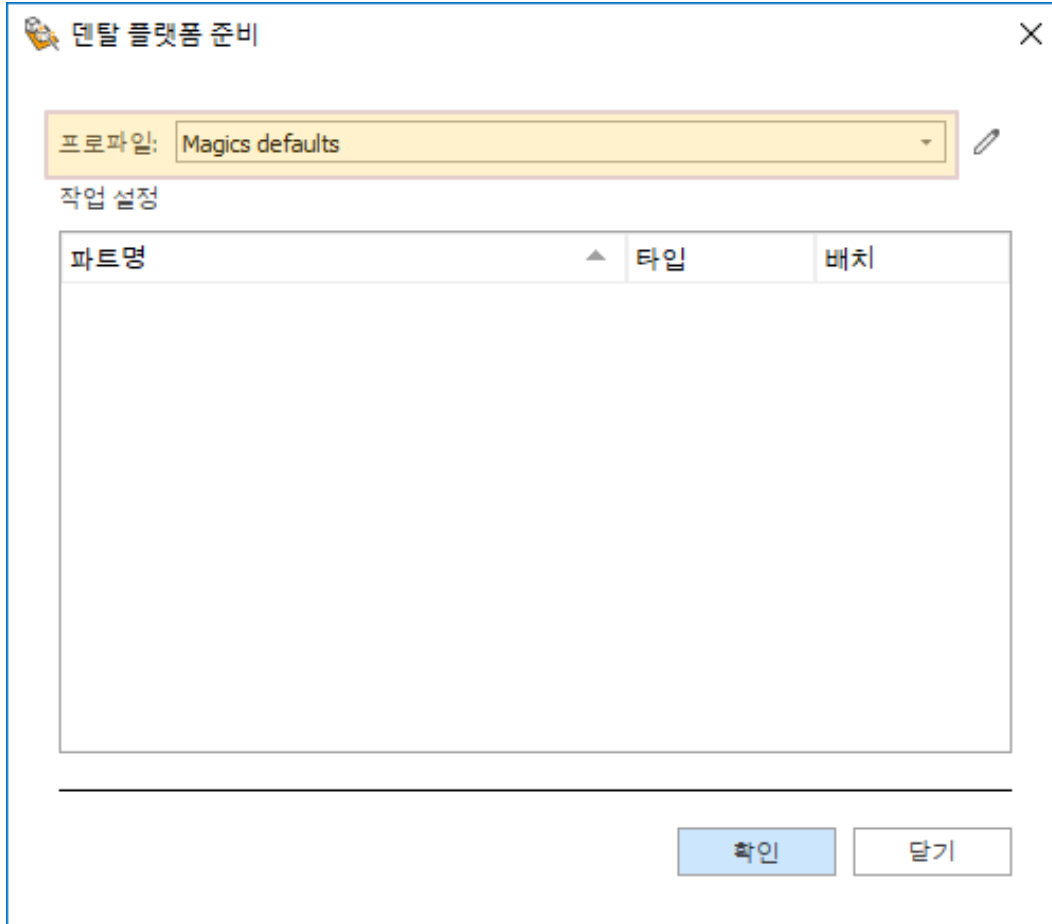 덴탈 플랫폼 준비
프로파일: Magics defaults
작업 설정
파트명 타입 배치
확인 닫기